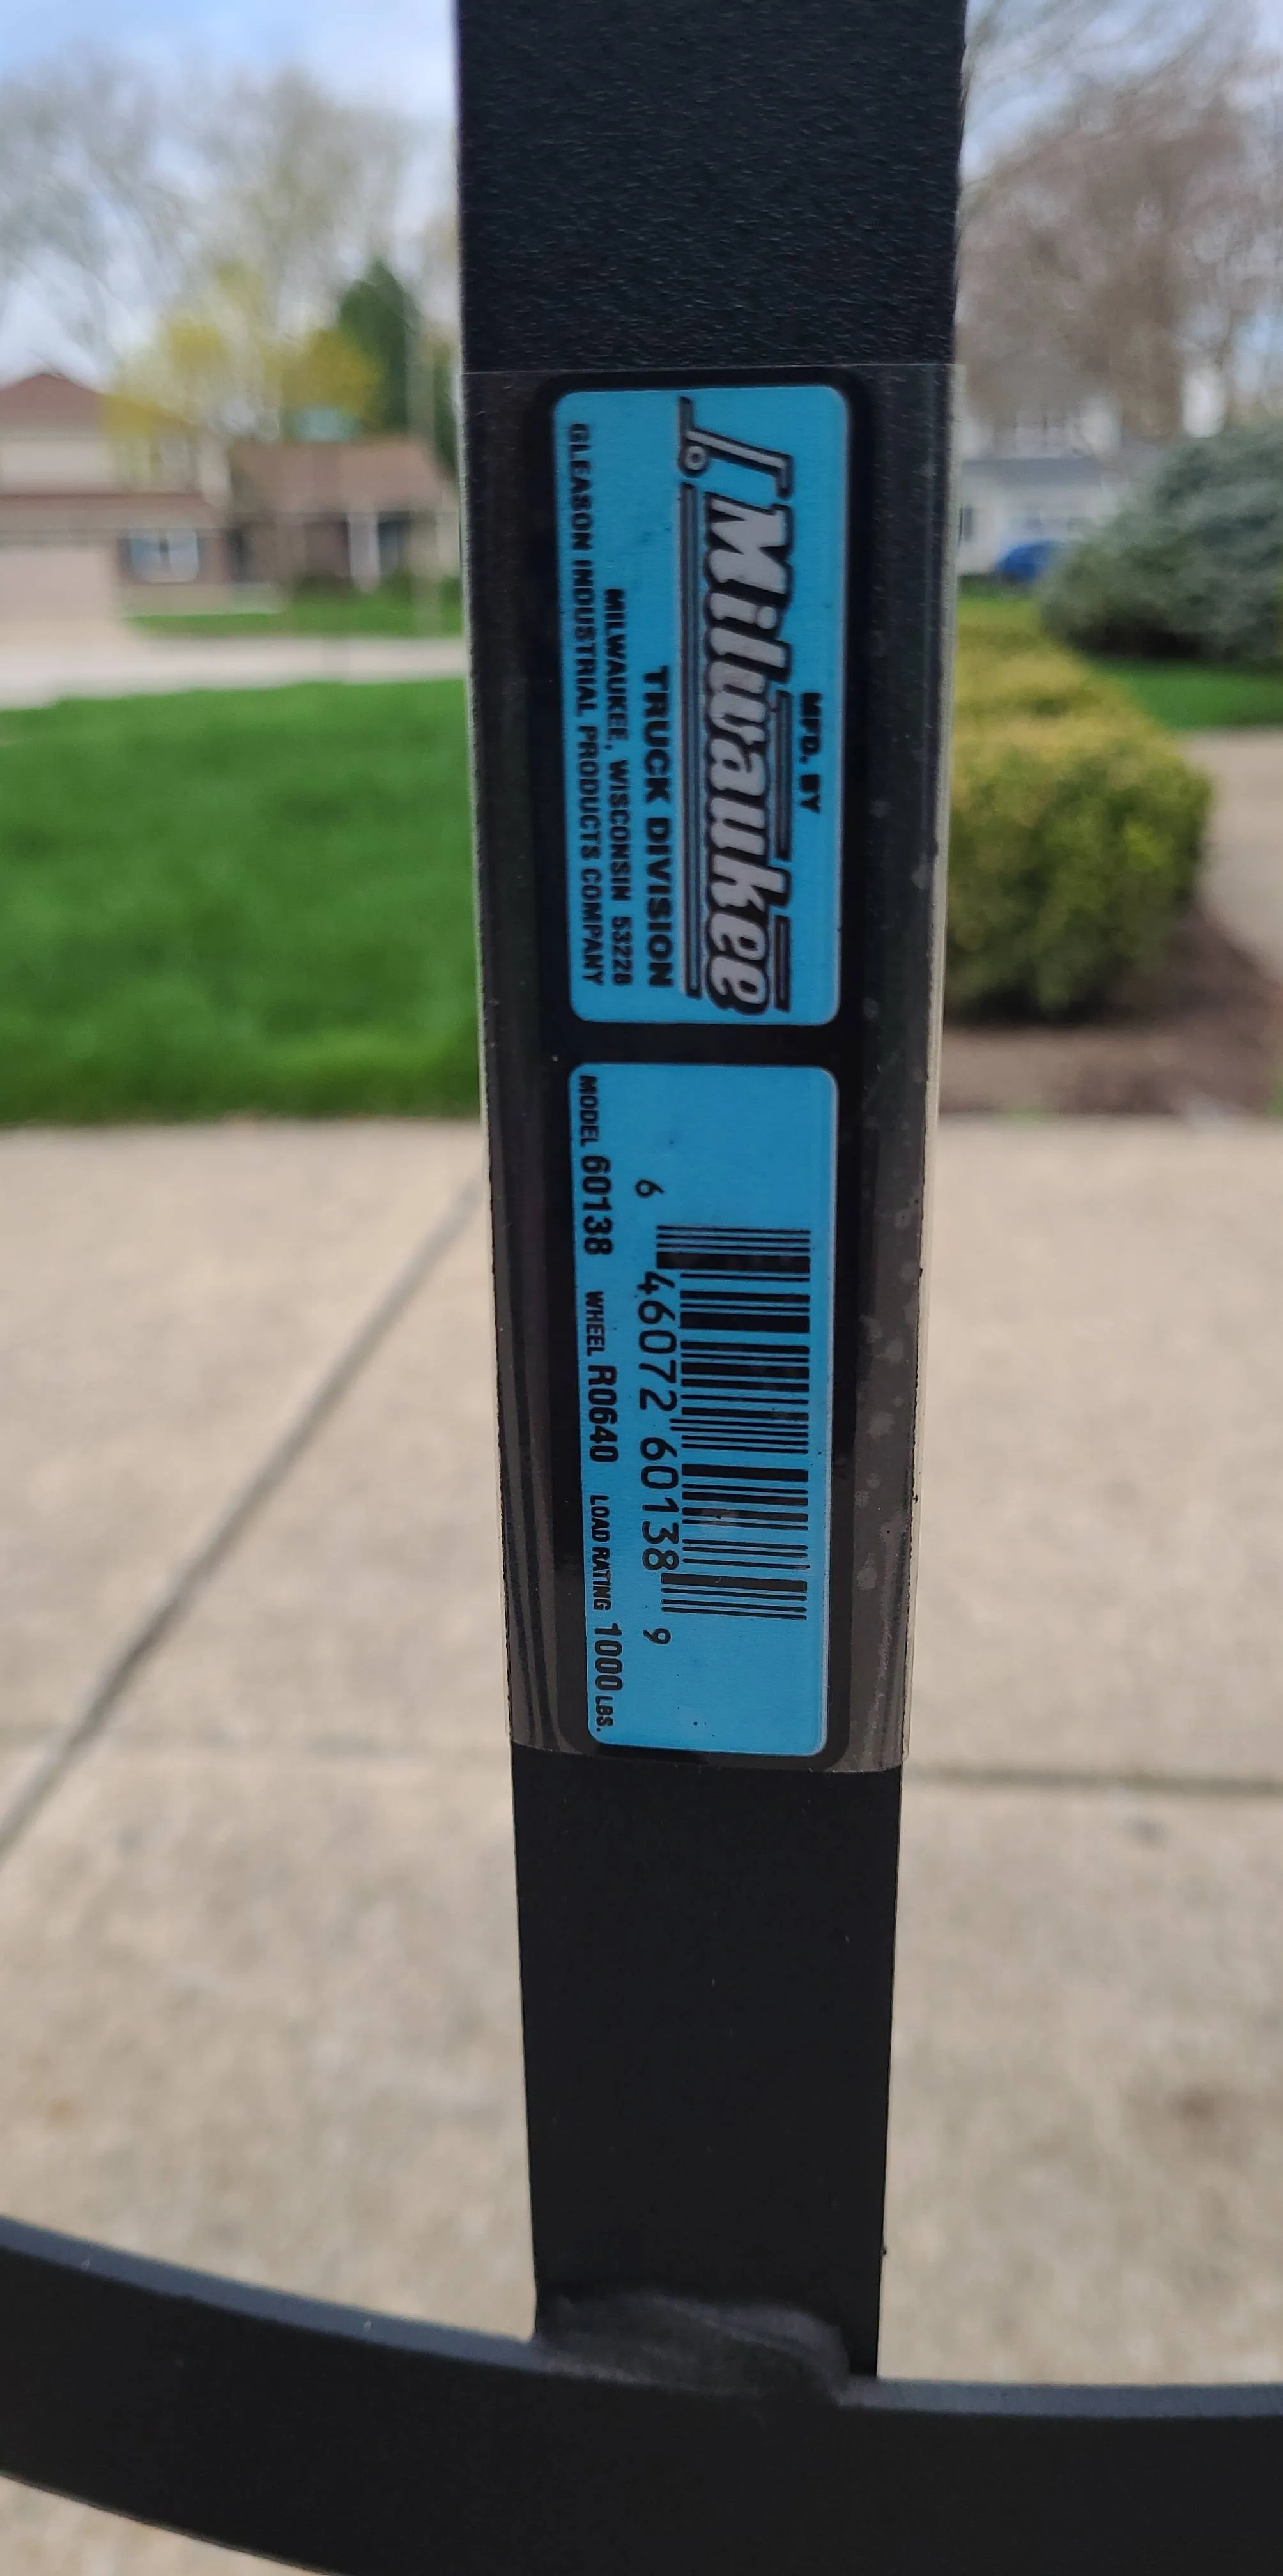 MFD. BY
Milwaukee
TRUCK DIVISION
MILWAUKEE, WISCONSIN 53228
GLEASON INDUSTRIAL PRODUCTS COMPANY
6 46072 60138 9
MODEL 60138 WHEEL R0640 LOAD RATING 1000 LBS.